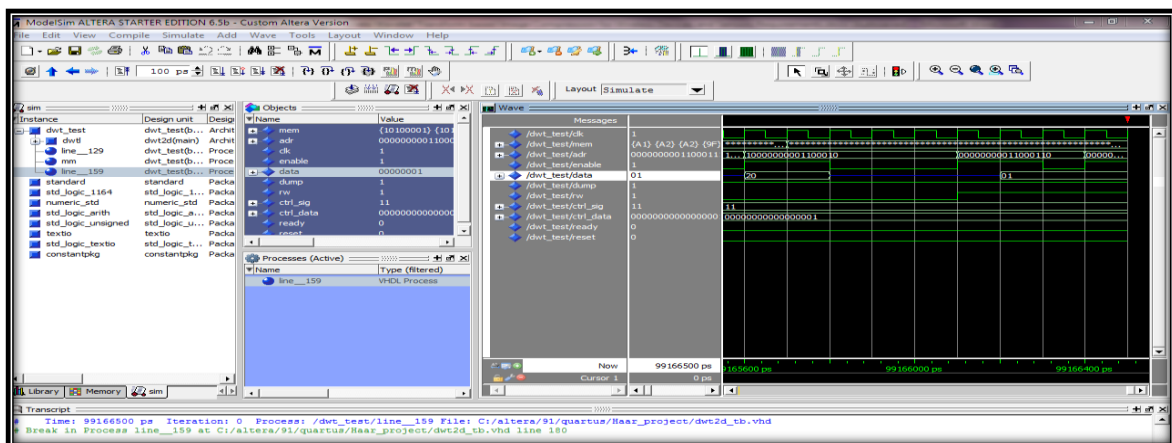 ModelSim ALTERA STARTER EDITION 6.5b - Custom Altera Version
File Edit View Compile Simulate Add Wave Tools Layout Window Help
100 ps
Layout Simulate
sim
Instance Design unit Desig
dwt_test dwt_test(b... Archit
dwtl dwt2d(main) Archit
line__129 dwt_test(b... Proce
mm dwt_test(b... Proce
line__159 dwt_test(b... Proce
standard standard Packa
std_logic_1164 std_logic_1... Packa
numeric_std numeric_std Packa
std_logic_arith std_logic_a... Packa
std_logic_unsigned std_logic_u... Packa
textio textio Packa
std_logic_textio std_logic_t... Packa
constantpkg constantpkg Packa
Library Memory sim
Objects
Name Value
mem {10100001} {101
adr 0000000001100
clk 1
enable 1
data 00000001
dump 1
rw 1
ctrl_sig 11
ctrl_data 0000000000000
ready 0
reset 0
Processes (Active)
Name Type (filtered)
line__159 VHDL Process
Wave
Messages
/dwt_test/clk 1
/dwt_test/mem {A1} {A2} {A2} {9F}
/dwt_test/adr 0000000001100011 1... 10000000001100010 00000000011000110 00000...
/dwt_test/enable 1
/dwt_test/data 01 20 01
/dwt_test/dump 1
/dwt_test/rw 1
/dwt_test/ctrl_sig 11 11
/dwt_test/ctrl_data 0000000000000000 0000000000000001
/dwt_test/ready 0
/dwt_test/reset 0
Now 99166500 ps 99166000 ps 99166400 ps
Cursor 1 0 ps
Transcript
# Time: 99166500 ps Iteration: 0 Process: /dwt_test/line__159 File: C:/altera/91/quartus/Haar_project/dwt2d_tb.vhd
# Break in Process line__159 at C:/altera/91/quartus/Haar_project/dwt2d_tb.vhd line 180